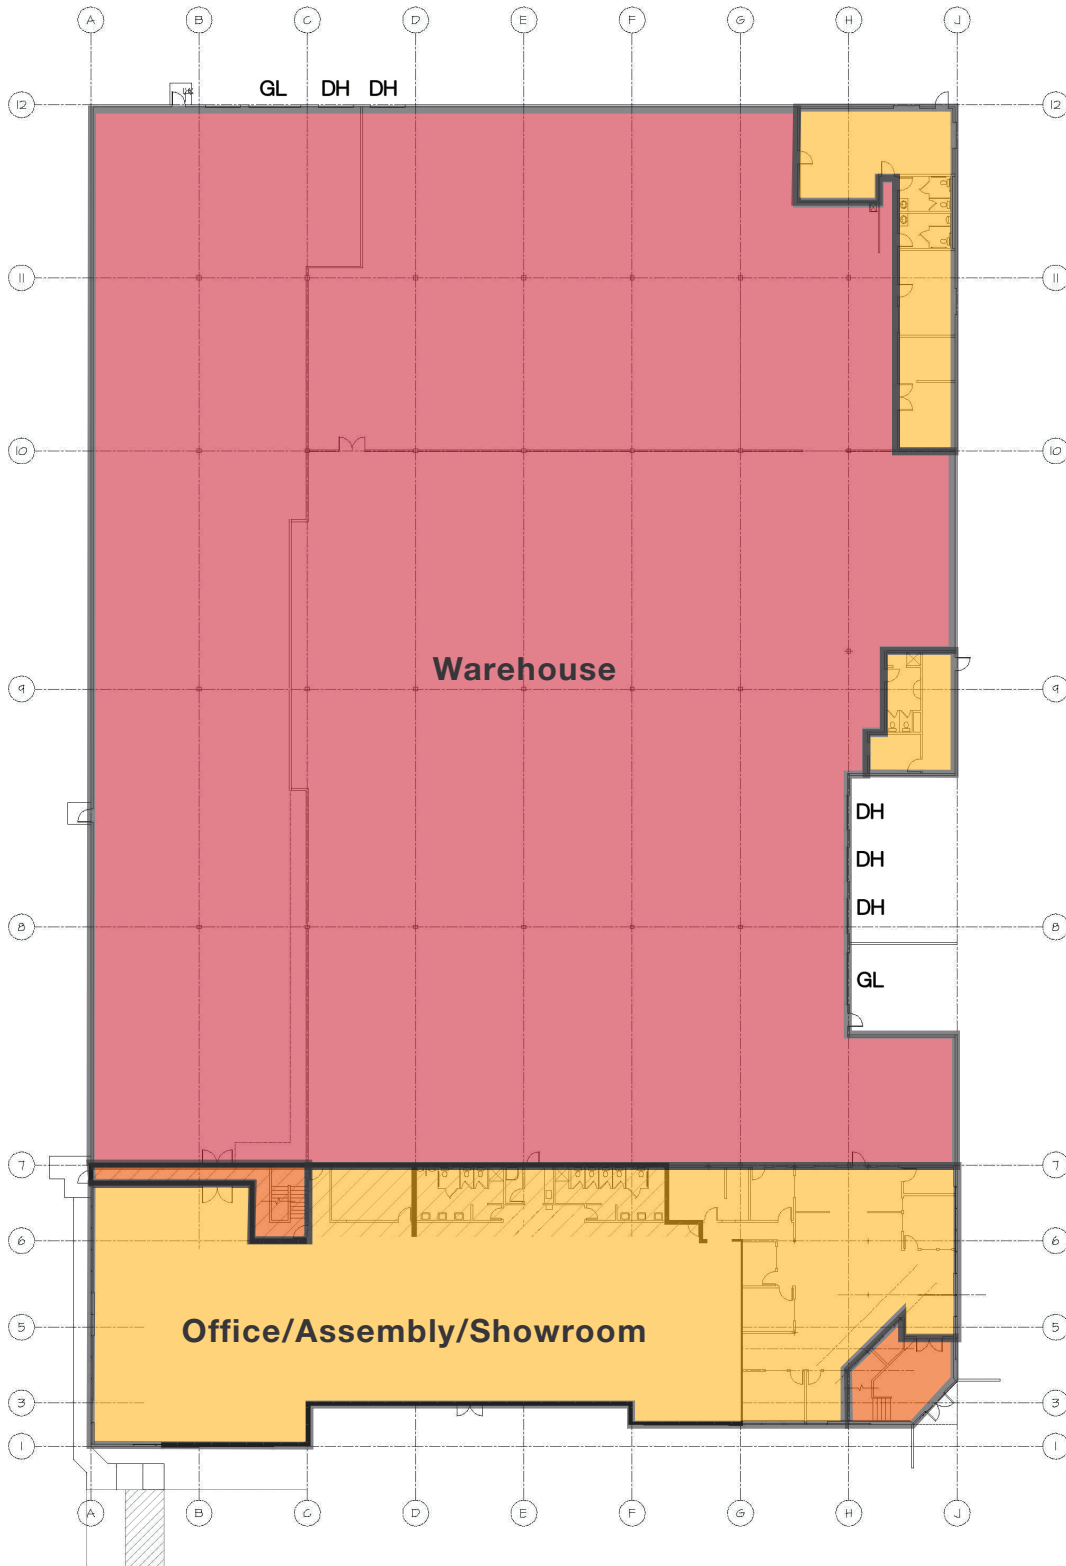 A B C D E F G H J
GL DH DH
12 12
11 11
10 10
Warehouse
9 9
DH
DH
DH
8 8
GL
7 7
6 6
Office/Assembly/Showroom
5 5
3 3
1 1
A B C D E F G H J